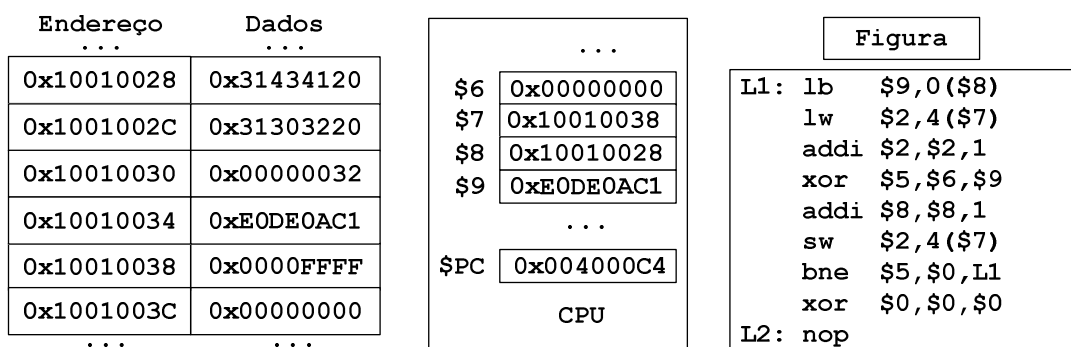 Endereço Dados
... ...
0x10010028 0x31434120
0x1001002C 0x31303220
0x10010030 0x00000032
0x10010034 0xE0DE0AC1
0x10010038 0x0000FFFF
0x1001003C 0x00000000
... ...
...
$6 0x00000000
$7 0x10010038
$8 0x10010028
$9 0xE0DE0AC1
...
$PC 0x004000C4
CPU
Figura
L1: lb $9,0($8)
lw $2,4($7)
addi $2,$2,1
xor $5,$6,$9
addi $8,$8,1
sw $2,4($7)
bne $5,$0,L1
xor $0,$0,$0
L2: nop